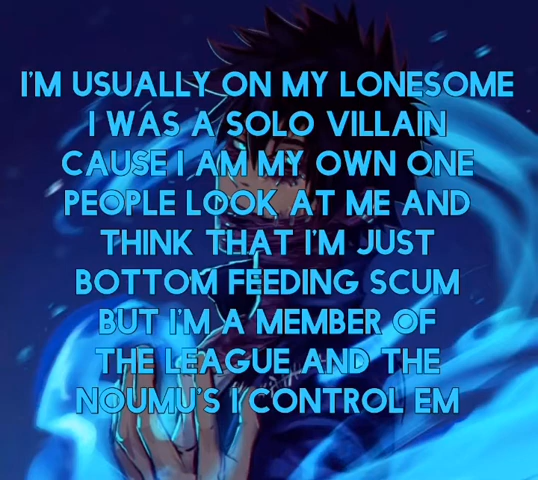 I'M USUALLY ON MY LONESOME
I WAS A SOLO VILLAIN
CAUSE I AM MY OWN ONE
PEOPLE LOOK AT ME AND
THINK THAT I'M JUST
BOTTOM FEEDING SCUM
BUT I'M A MEMBER OF
THE LEAGUE AND THE
NOUMU'S I CONTROL EM